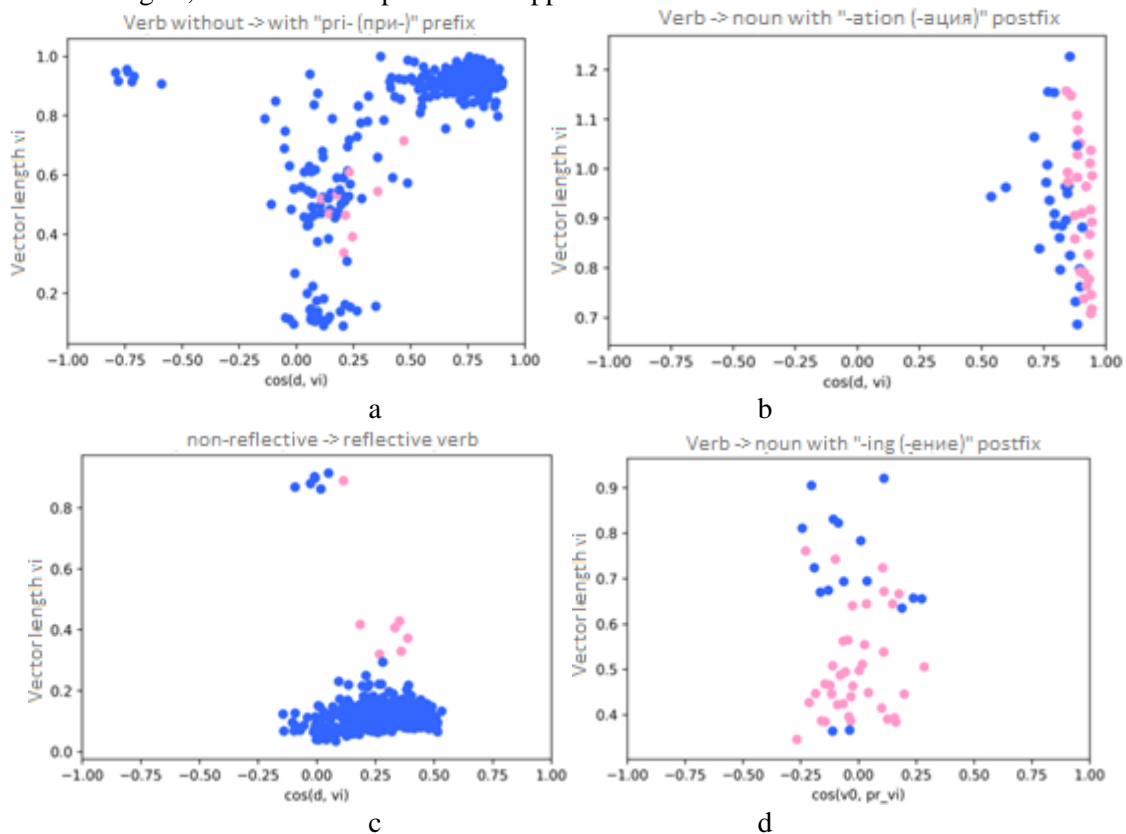 Verb without -> with "pri- (при-)" prefix
Vector length vi
1.0
0.8
0.6
0.4
0.2
−1.00 −0.75 −0.50 −0.25 0.00 0.25 0.50 0.75 1.00
cos(d, vi)
a
Verb -> noun with "-ation (-ация)" postfix
Vector length vi
1.2
1.1
1.0
0.9
0.8
0.7
−1.00 −0.75 −0.50 −0.25 0.00 0.25 0.50 0.75 1.00
cos(d, vi)
b
non-reflective -> reflective verb
Vector length vi
0.8
0.6
0.4
0.2
0.0
−1.00 −0.75 −0.50 −0.25 0.00 0.25 0.50 0.75 1.00
cos(d, vi)
c
Verb -> noun with "-ing (-ение)" postfix
Vector length vi
0.9
0.8
0.7
0.6
0.5
0.4
−1.00 −0.75 −0.50 −0.25 0.00 0.25 0.50 0.75 1.00
cos(v0, pr_vi)
d